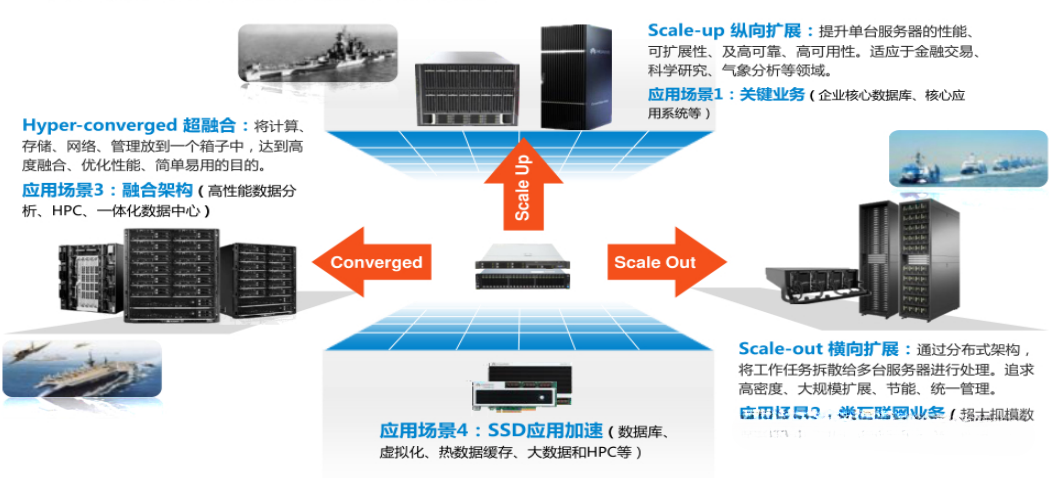 Scale-up 纵向扩展：提升单台服务器的性能、
可扩展性、及高可靠、高可用性。适应于金融交易、
科学研究、气象分析等领域。
应用场景1：关键业务（企业核心数据库、核心应
用系统等）
Hyper-converged 超融合：将计算、
存储、网络、管理放到一个箱子中，达到高
度融合、优化性能、简单易用的目的。
应用场景3：融合架构（高性能数据分
析、HPC、一体化数据中心）
Scale Up
Converged
Scale Out
Scale-out 横向扩展：通过分布式架构，
将工作任务拆散给多台服务器进行处理。追求
高密度、大规模扩展、节能、统一管理。
应用场景4：SSD应用加速（数据库、
虚拟化、热数据缓存、大数据和HPC等）